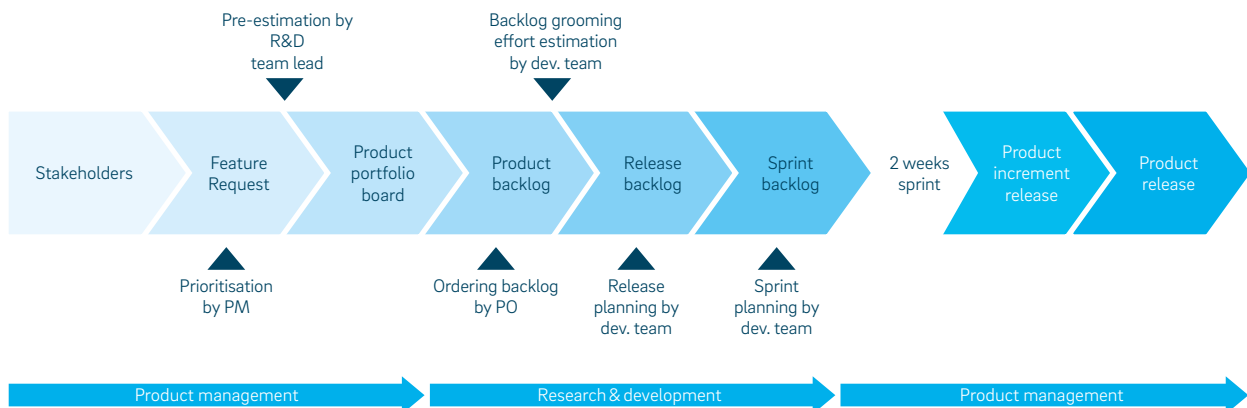 Pre-estimation by
R&D
team lead
Backlog grooming
effort estimation
by dev. team
Stakeholders
Feature
Request
Product
portfolio
board
Product
backlog
Release
backlog
Sprint
backlog
2 weeks
sprint
Product
increment
release
Product
release
Prioritisation
by PM
Ordering backlog
by PO
Release
planning by
dev. team
Sprint
planning by
dev. team
Product management
Research & development
Product management